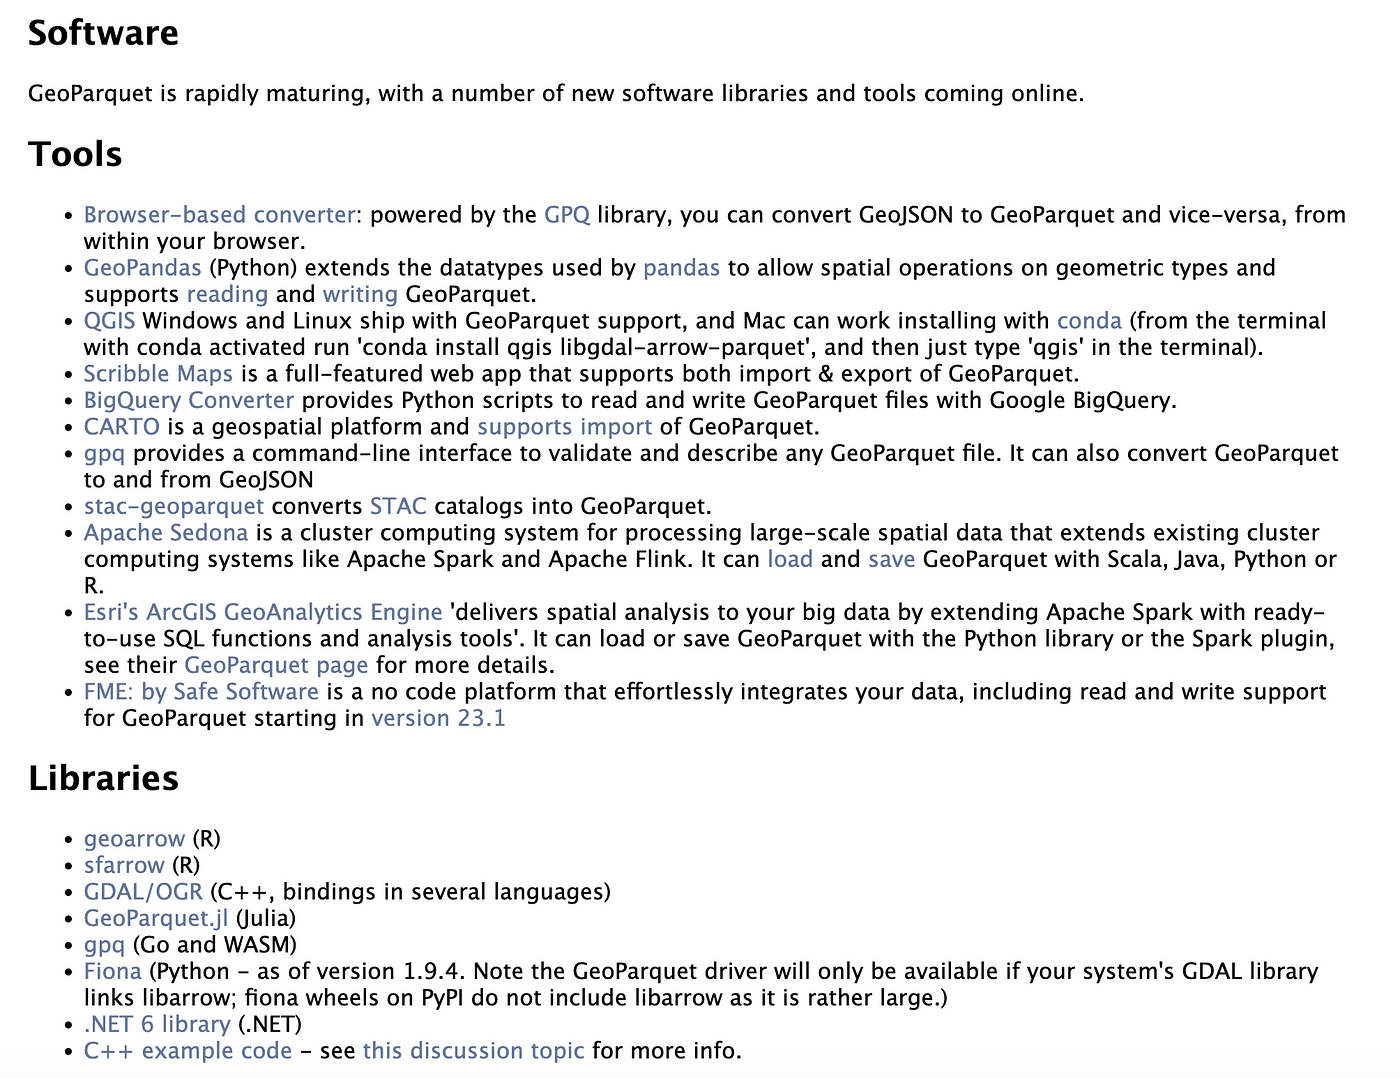 Software
GeoParquet is rapidly maturing, with a number of new software libraries and tools coming online.
Tools
• Browser-based converter: powered by the GPQ library, you can convert GeoJSON to GeoParquet and vice-versa, from
within your browser.
• GeoPandas (Python) extends the datatypes used by pandas to allow spatial operations on geometric types and
supports reading and writing GeoParquet.
• QGIS Windows and Linux ship with GeoParquet support, and Mac can work installing with conda (from the terminal
with conda activated run 'conda install qgis libgdal-arrow-parquet', and then just type 'qgis' in the terminal).
• Scribble Maps is a full-featured web app that supports both import & export of GeoParquet.
• BigQuery Converter provides Python scripts to read and write GeoParquet files with Google BigQuery.
• CARTO is a geospatial platform and supports import of GeoParquet.
• gpq provides a command-line interface to validate and describe any GeoParquet file. It can also convert GeoParquet
to and from GeoJSON
• stac-geoparquet converts STAC catalogs into GeoParquet.
• Apache Sedona is a cluster computing system for processing large-scale spatial data that extends existing cluster
computing systems like Apache Spark and Apache Flink. It can load and save GeoParquet with Scala, Java, Python or
R.
• Esri's ArcGIS GeoAnalytics Engine 'delivers spatial analysis to your big data by extending Apache Spark with ready-
to-use SQL functions and analysis tools'. It can load or save GeoParquet with the Python library or the Spark plugin,
see their GeoParquet page for more details.
• FME: by Safe Software is a no code platform that effortlessly integrates your data, including read and write support
for GeoParquet starting in version 23.1
Libraries
• geoarrow (R)
• sfarrow (R)
• GDAL/OGR (C++, bindings in several languages)
• GeoParquet.jl (Julia)
• gpq (Go and WASM)
• Fiona (Python - as of version 1.9.4. Note the GeoParquet driver will only be available if your system's GDAL library
links libarrow; fiona wheels on PyPI do not include libarrow as it is rather large.)
• .NET 6 library (.NET)
• C++ example code - see this discussion topic for more info.